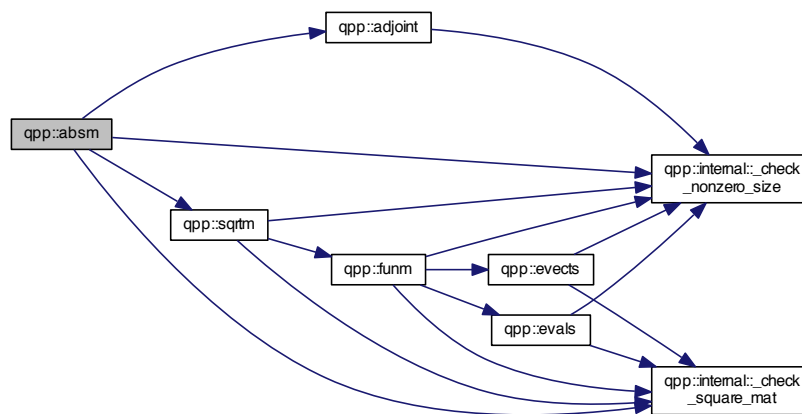 qpp::adjoint
qpp::absm
qpp::internal::_check
_nonzero_size
qpp::sqrtm
qpp::funm
qpp::evects
qpp::evals
qpp::internal::_check
_square_mat